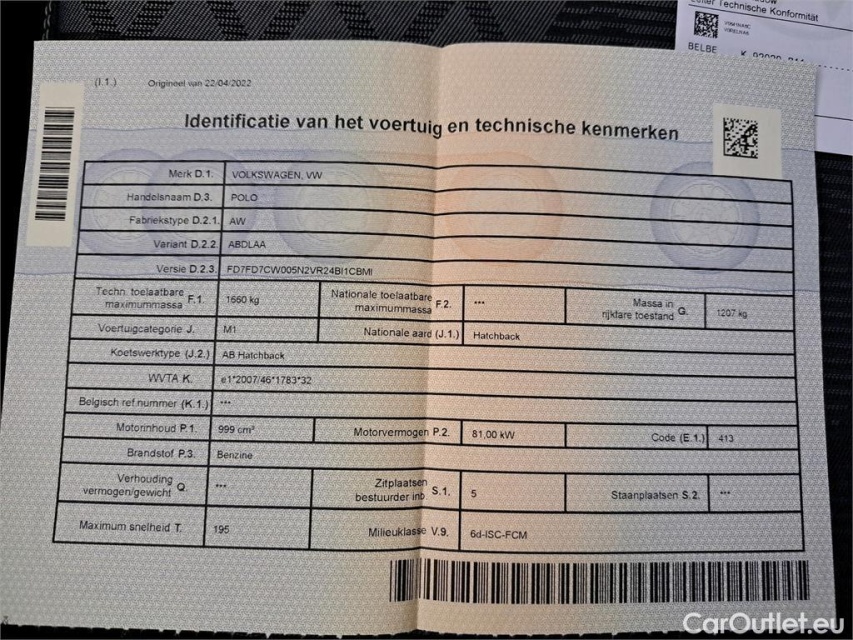 Technische Konformität
BELBE
(J.1.) Origineel van 22/04/2022
Identificatie van het voertuig en technische kenmerken
Merk D.1. VOLKSWAGEN, VW
Handelsnaam D.3. POLO
Fabriekstype D.2.1. AW
Variant D.2.2. ABDLAA
Versie D.2.3. FD7FD7CW005N2VR24BI1CBMI
Techn. toelaatbare maximummassa F.1. 1660 kg Nationale toelaatbare maximummassa F.2. *** Massa in rijklare toestand G. 1207 kg
Voertuigcategorie J. M1 Nationale aard (J.1.) Hatchback
Koetswerktype (J.2.) AB Hatchback
WVTA K. e1*2007/46*1783*32
Belgisch ref.nummer (K.1.) ***
Motorinhoud P.1. 999 cm³ Motorvermogen P.2. 81,00 kW Code (E.1.) 413
Brandstof P.3. Benzine
Verhouding vermogen/gewicht Q. *** Zitplaatsen bestuurder inb S.1. 5 Staanplaatsen S.2. ***
Maximum snelheid T. 195 Milieuklasse V.9. 6d-ISC-FCM
CarOutlet.eu